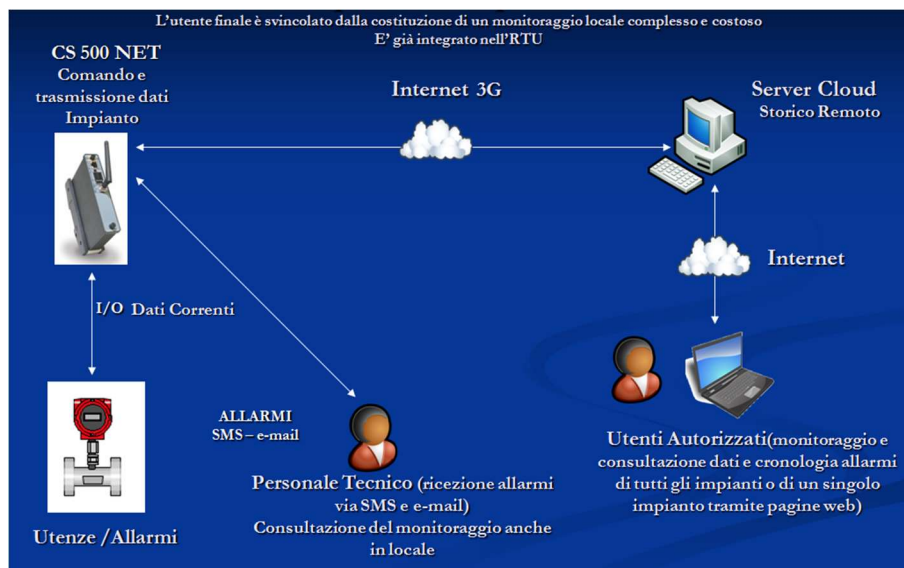 L'utente finale è svincolato dalla costituzione di un monitoraggio locale complesso e costoso
E' già integrato nell'RTU
CS 500 NET
Comando e
trasmissione dati
Impianto
Internet 3G
Server Cloud
Storico Remoto
Internet
I/O Dati Correnti
ALLARMI
SMS – e-mail
Utenze /Allarmi
Personale Tecnico (ricezione allarmi
via SMS e e-mail)
Consultazione del monitoraggio anche
in locale
Utenti Autorizzati(monitoraggio e
consultazione dati e cronologia allarmi
di tutti gli impianti o di un singolo
impianto tramite pagine web)